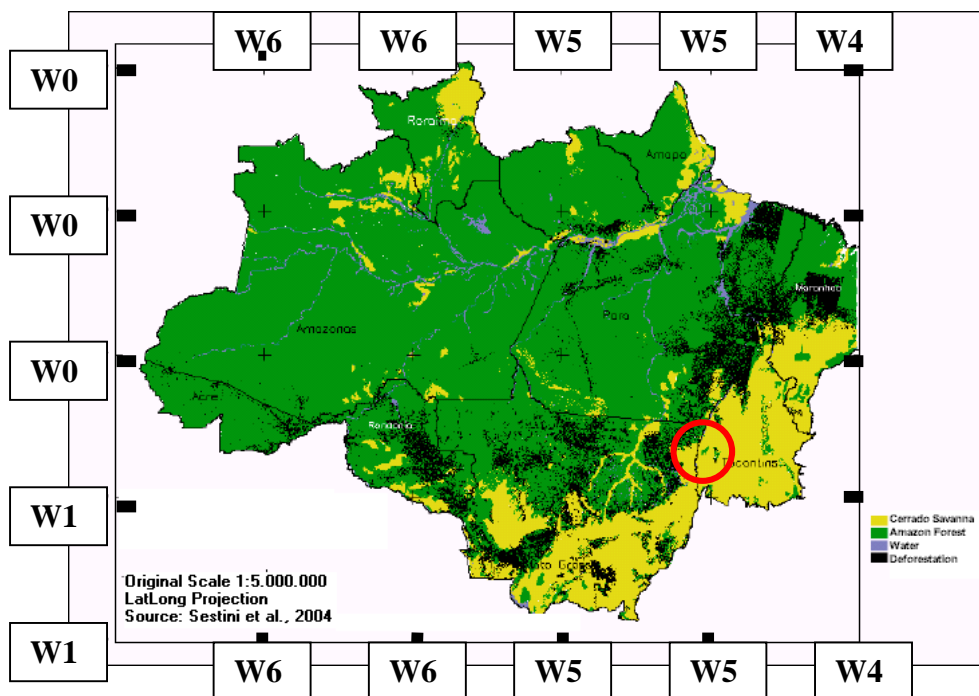 W6 W6 W5 W5 W4
W0
Roraima
Amapa
W0
Maranhao
Para
Amazonas
W0
Acre
Rondonia
Tocantins
W1
Cerrado Savanna
Amazon Forest
Water
Deforestation
Original Scale 1:5.000.000
LatLong Projection
Source: Sestini et al., 2004
W1
W6 W6 W5 W5 W4